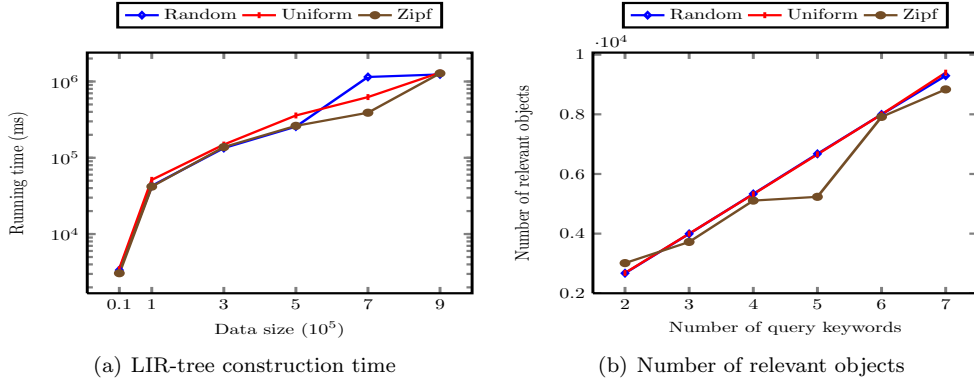 Random Uniform Zipf
10^6
10^5
10^4
Running time (ms)
0.1 1 3 5 7 9
Data size (10^5)
(a) LIR-tree construction time
Random Uniform Zipf
·10^4
1
0.8
0.6
0.4
0.2
Number of relevant objects
2 3 4 5 6 7
Number of query keywords
(b) Number of relevant objects